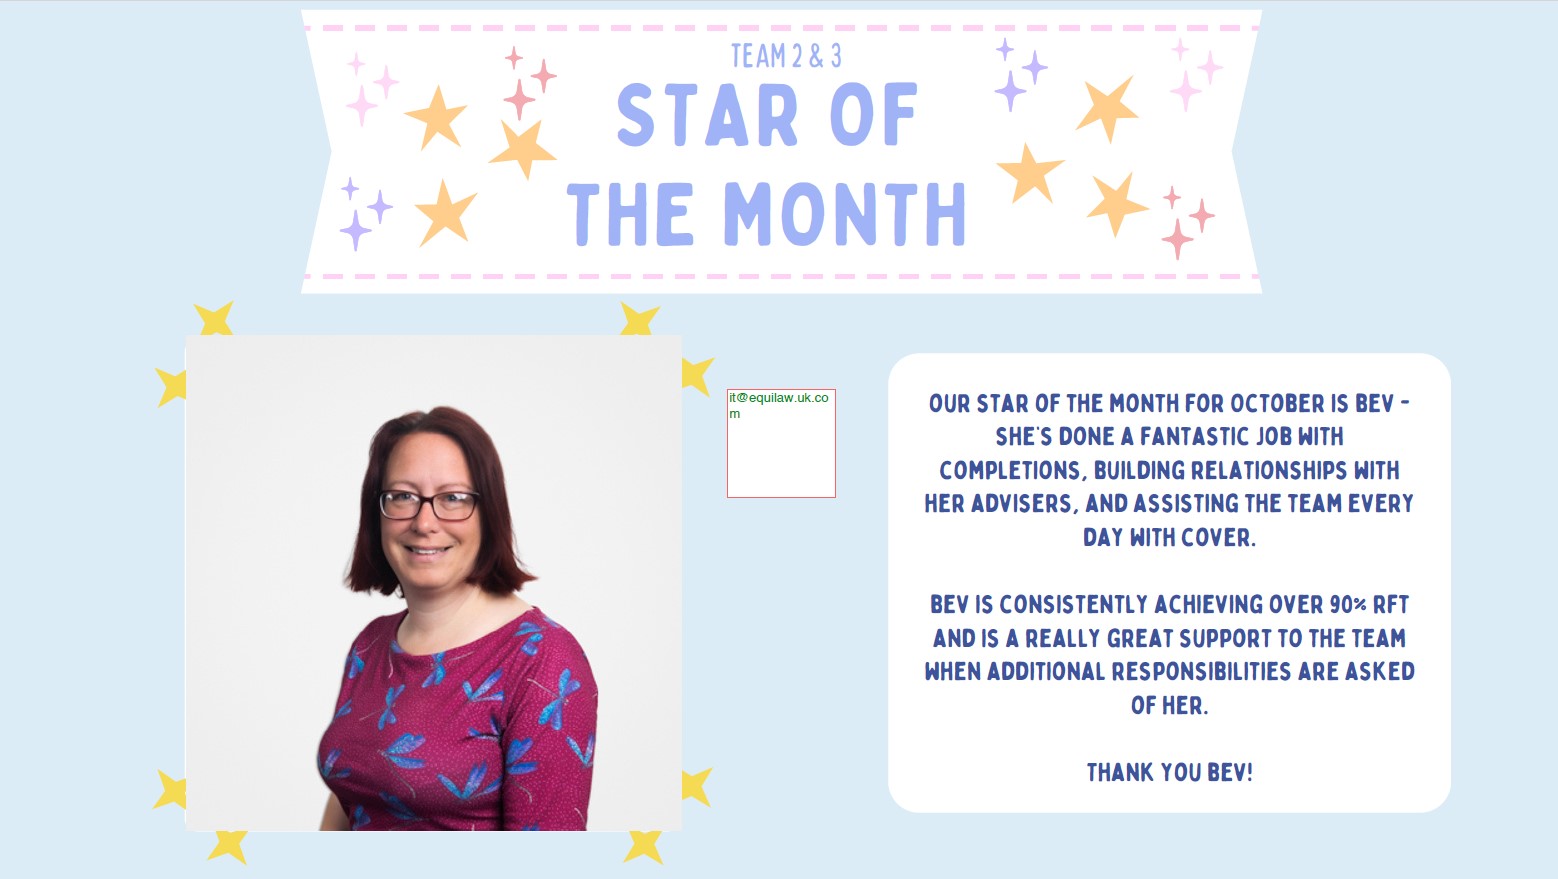 TEAM 2 & 3
STAR OF
THE MONTH
it@equilaw.uk.co
m
OUR STAR OF THE MONTH FOR OCTOBER IS BEV -
SHE'S DONE A FANTASTIC JOB WITH
COMPLETIONS, BUILDING RELATIONSHIPS WITH
HER ADVISERS, AND ASSISTING THE TEAM EVERY
DAY WITH COVER.
BEV IS CONSISTENTLY ACHIEVING OVER 90% RFT
AND IS A REALLY GREAT SUPPORT TO THE TEAM
WHEN ADDITIONAL RESPONSIBILITIES ARE ASKED
OF HER.
THANK YOU BEV!